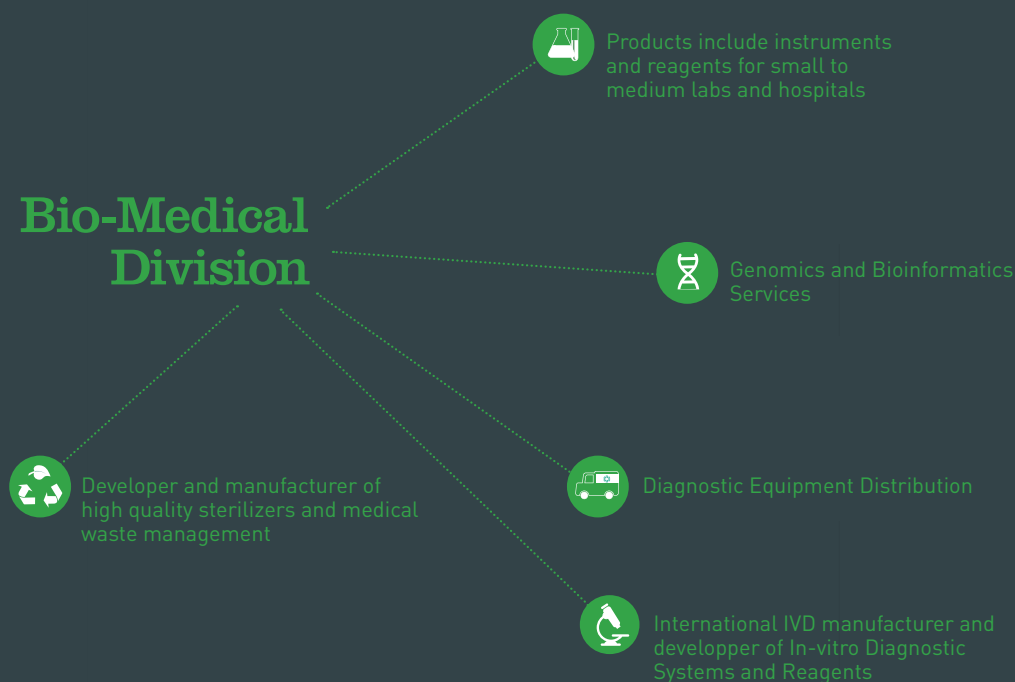 Products include instruments
and reagents for small to
medium labs and hospitals
Bio-Medical
Division
Genomics and Bioinformatics
Services
Developer and manufacturer of
high quality sterilizers and medical
waste management
Diagnostic Equipment Distribution
International IVD manufacturer and
developper of In-vitro Diagnostic
Systems and Reagents